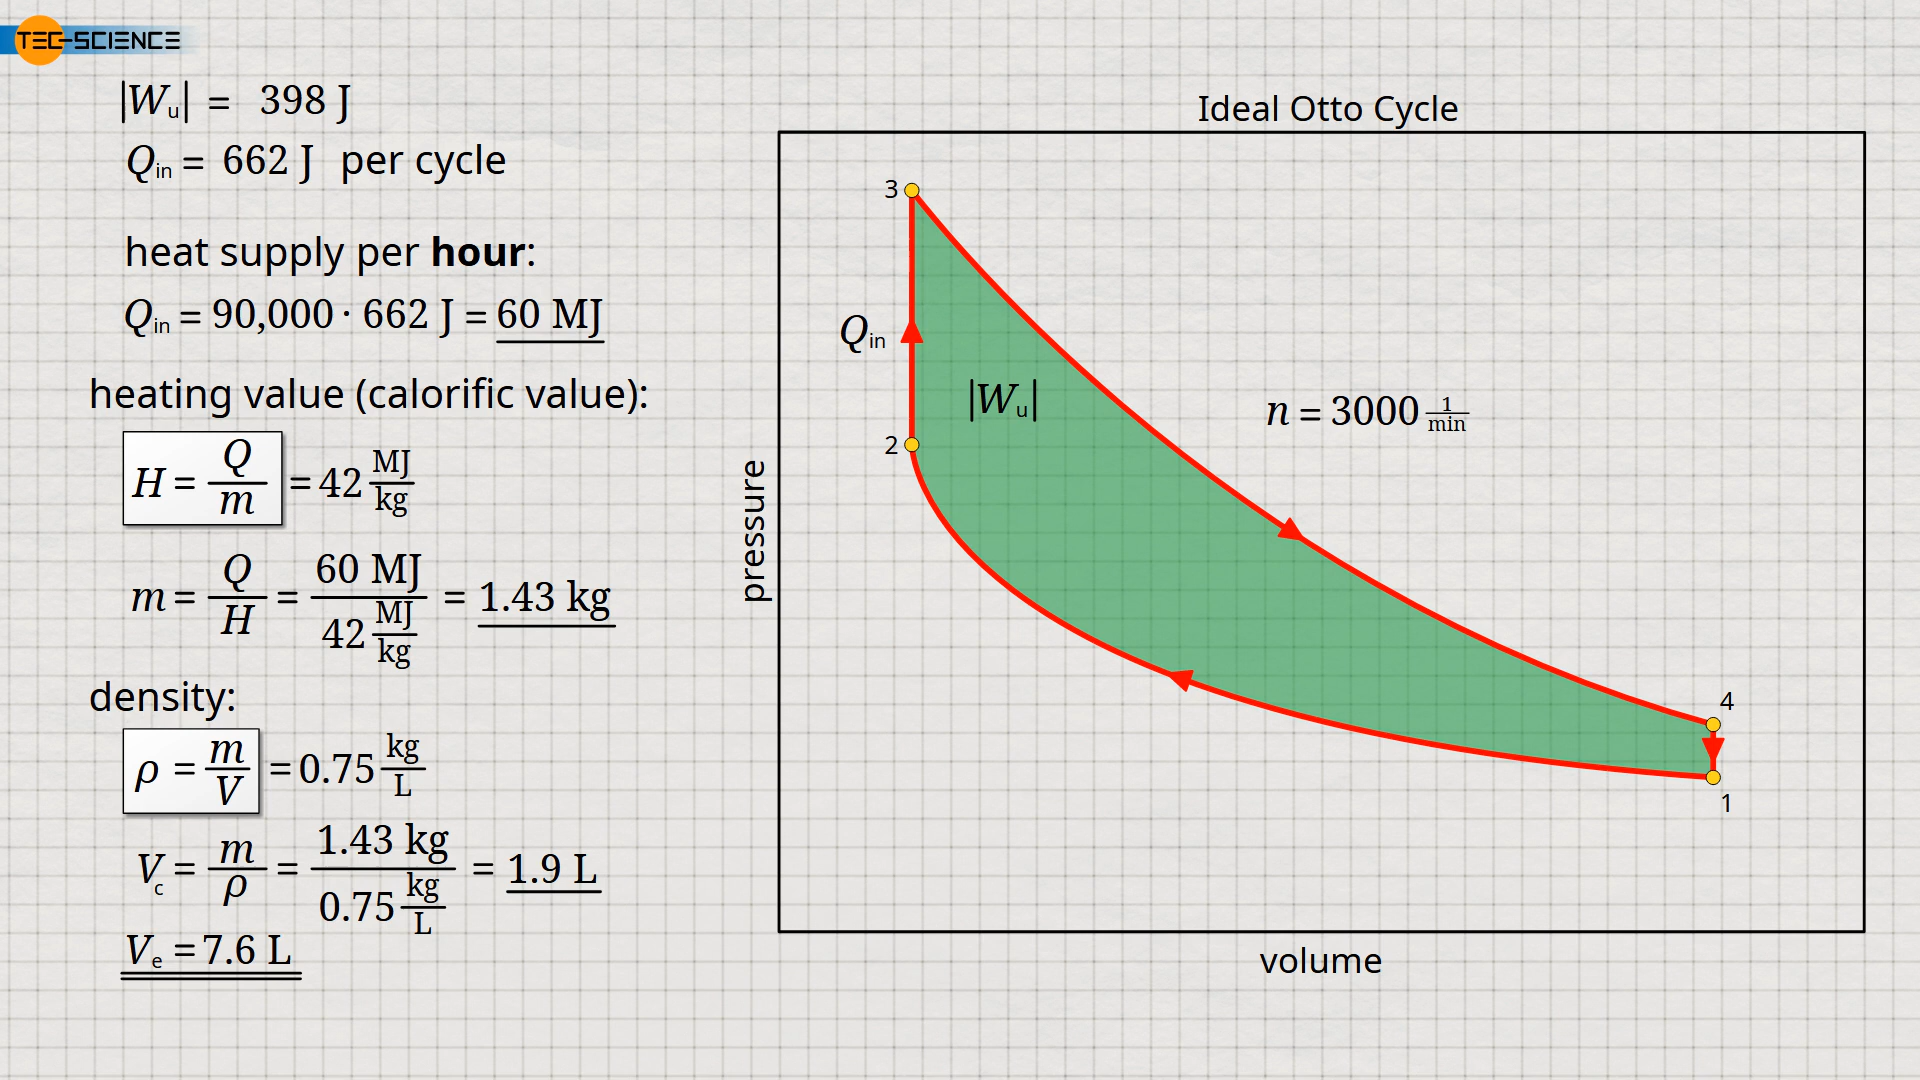 TEC-SCIENCE
|Wu| = 398 J
Qin = 662 J per cycle
heat supply per hour:
Qin = 90,000 · 662 J = 60 MJ
heating value (calorific value):
H = Q/m = 42 MJ/kg
m = Q/H = 60 MJ / 42 MJ/kg = 1.43 kg
density:
ρ = m/V = 0.75 kg/L
Vc = m/ρ = 1.43 kg / 0.75 kg/L = 1.9 L
Ve = 7.6 L
Ideal Otto Cycle
3
Qin
|Wu|
n = 3000 1/min
2
pressure
4
1
volume